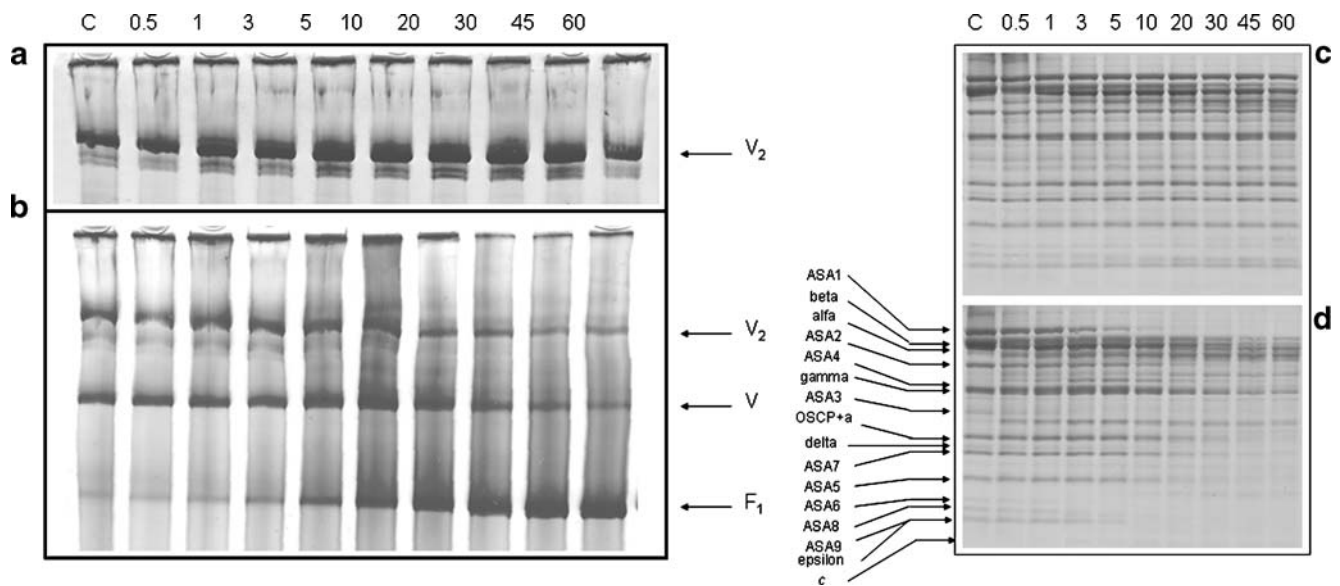 C 0.5 1 3 5 10 20 30 45 60
a
V2
b
V2
V
F1
C 0.5 1 3 5 10 20 30 45 60
c
d
ASA1
beta
alfa
ASA2
ASA4
gamma
ASA3
OSCP+a
delta
ASA7
ASA5
ASA6
ASA8
ASA9
epsilon
c